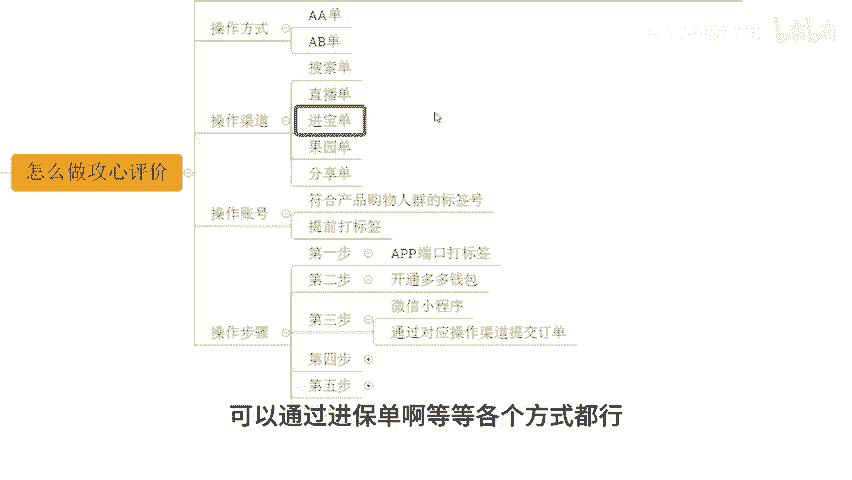 操作方式
AA单
AB单
操作渠道
搜索单
直播单
进宝单
果园单
分享单
怎么做攻心评价
操作账号
符合产品购物人群的标签号
提前打标签
操作步骤
第一步
APP端口打标签
第二步
开通多多钱包
第三步
微信小程序
通过对应操作渠道提交订单
第四步
第五步
可以通过进保单啊等等各个方式都行